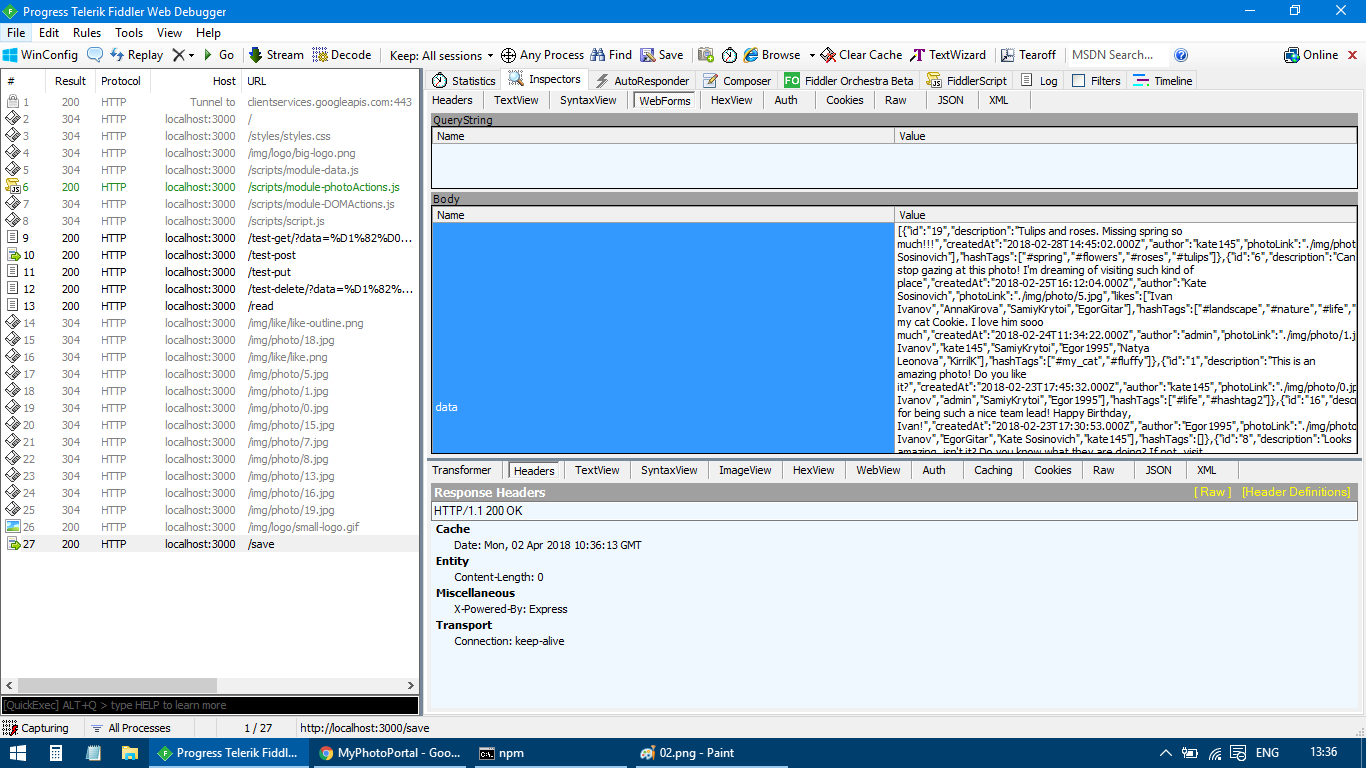 Progress Telerik Fiddler Web Debugger
File Edit Rules Tools View Help
WinConfig Replay Go Stream Decode Keep: All sessions Any Process Find Save Browse Clear Cache TextWizard Tearoff MSDN Search... Online
# Result Protocol Host URL
1 200 HTTP Tunnel to clientservices.googleapis.com:443
2 304 HTTP localhost:3000 /
3 304 HTTP localhost:3000 /styles/styles.css
4 304 HTTP localhost:3000 /img/logo/big-logo.png
5 304 HTTP localhost:3000 /scripts/module-data.js
6 200 HTTP localhost:3000 /scripts/module-photoActions.js
7 304 HTTP localhost:3000 /scripts/module-DOMActions.js
8 304 HTTP localhost:3000 /scripts/script.js
9 200 HTTP localhost:3000 /test-get/?data=%D1%82%D0...
10 200 HTTP localhost:3000 /test-post
11 200 HTTP localhost:3000 /test-put
12 200 HTTP localhost:3000 /test-delete/?data=%D1%82%...
13 200 HTTP localhost:3000 /read
14 304 HTTP localhost:3000 /img/like/like-outline.png
15 304 HTTP localhost:3000 /img/photo/18.jpg
16 304 HTTP localhost:3000 /img/like/like.png
17 304 HTTP localhost:3000 /img/photo/5.jpg
18 304 HTTP localhost:3000 /img/photo/1.jpg
19 304 HTTP localhost:3000 /img/photo/0.jpg
20 304 HTTP localhost:3000 /img/photo/15.jpg
21 304 HTTP localhost:3000 /img/photo/7.jpg
22 304 HTTP localhost:3000 /img/photo/8.jpg
23 304 HTTP localhost:3000 /img/photo/13.jpg
24 304 HTTP localhost:3000 /img/photo/16.jpg
25 304 HTTP localhost:3000 /img/photo/19.jpg
26 200 HTTP localhost:3000 /img/logo/small-logo.gif
27 200 HTTP localhost:3000 /save
[QuickExec] ALT+Q > type HELP to learn more
Statistics Inspectors AutoResponder Composer FO Fiddler Orchestra Beta FiddlerScript Log Filters Timeline
Headers TextView SyntaxView WebForms HexView Auth Cookies Raw JSON XML
QueryString
Name Value
Body
Name Value
data
[{"id":"19","description":"Tulips and roses. Missing spring so
much!!!","createdAt":"2018-02-28T14:45:02.000Z","author":"kate145","photoLink":"./img/phot
Sosinovich"],"hashTags":["#spring","#flowers","#roses","#tulips"]},{"id":"6","description":"Can
stop gazing at this photo! I'm dreaming of visiting such kind of
place","createdAt":"2018-02-25T16:12:04.000Z","author":"Kate
Sosinovich","photoLink":"./img/photo/5.jpg","likes":["Ivan
Ivanov","AnnaKirova","SamiyKrytoi","EgorGitar"],"hashTags":["#landscape","#nature","#life","
my cat Cookie. I love him sooo
much","createdAt":"2018-02-24T11:34:22.000Z","author":"admin","photoLink":"./img/photo/1.j
Ivanov","kate145","SamiyKrytoi","Egor1995","Natya
Leonova","KirrilK"],"hashTags":["#my_cat","#fluffy"]},{"id":"1","description":"This is an
amazing photo! Do you like
it?","createdAt":"2018-02-23T17:45:32.000Z","author":"kate145","photoLink":"./img/photo/0.jp
Ivanov","admin","SamiyKrytoi","Egor1995"],"hashTags":["#life","#hashtag2"]},{"id":"16","desc
for being such a nice team lead! Happy Birthday,
Ivan!","createdAt":"2018-02-23T17:30:53.000Z","author":"Egor1995","photoLink":"./img/photo
Ivanov","EgorGitar","Kate Sosinovich","kate145"],"hashTags":[]},{"id":"8","description":"Looks
amazing, isn't it? Do you know what they are doing? If not, visit
Transformer Headers TextView SyntaxView ImageView HexView WebView Auth Caching Cookies Raw JSON XML
Response Headers [ Raw ] [Header Definitions]
HTTP/1.1 200 OK
Cache
Date: Mon, 02 Apr 2018 10:36:13 GMT
Entity
Content-Length: 0
Miscellaneous
X-Powered-By: Express
Transport
Connection: keep-alive
Capturing All Processes 1 / 27 http://localhost:3000/save
Progress Telerik Fiddl... MyPhotoPortal - Goo... npm 02.png - Paint ENG 13:36